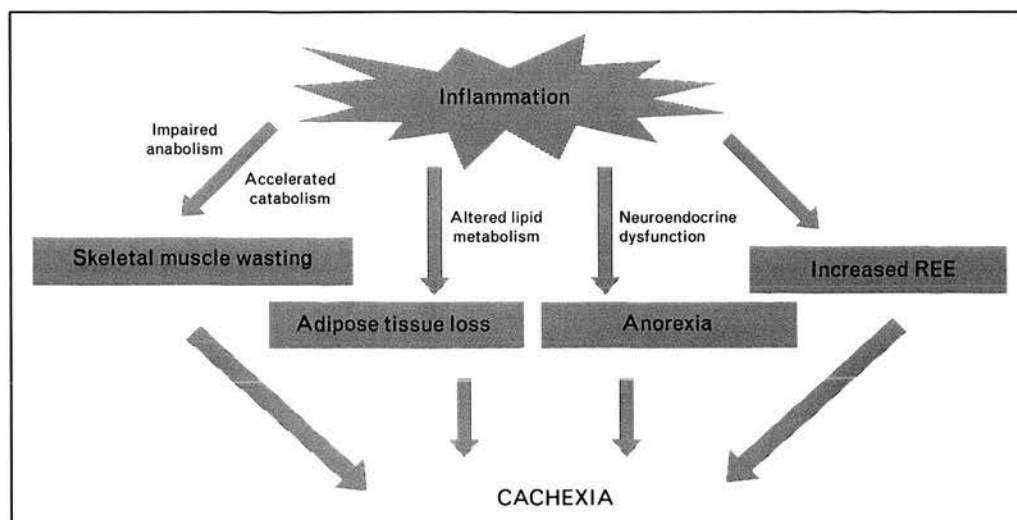 Inflammation
Impaired
anabolism
Accelerated
catabolism
Altered lipid
metabolism
Neuroendocrine
dysfunction
Skeletal muscle wasting
Increased REE
Adipose tissue loss
Anorexia
CACHEXIA